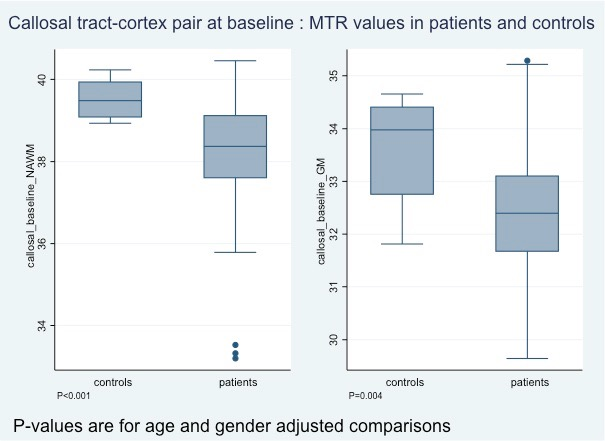 Callosal tract-cortex pair at baseline : MTR values in patients and controls
callosal_baseline_NAWM
40
38
36
34
controls patients
P<0.001
callosal_baseline_GM
35
34
33
32
31
30
controls patients
P=0.004
P-values are for age and gender adjusted comparisons